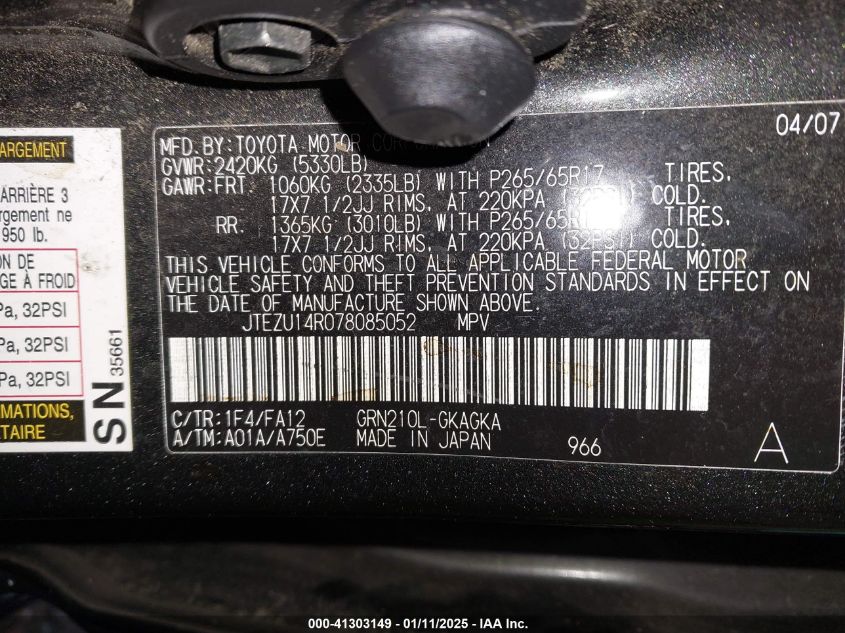 ARGEMENT
ARRIÈRE 3
rgement ne
950 lb.
ON DE
GE À FROID
Pa, 32PSI
Pa, 32PSI
Pa, 32PSI
RMATIONS,
TAIRE
SN 35661
04/07
MFD. BY: TOYOTA MOTOR
GVWR: 2420KG (5330LB)
GAWR: FRT. 1060KG (2335LB) WITH P265/65R17 TIRES,
17X7 1/2JJ RIMS, AT 220KPA COLD.
RR. 1365KG (3010LB) WITH P265/65R TIRES,
17X7 1/2JJ RIMS, AT 220KPA (32PSI) COLD.
THIS VEHICLE CONFORMS TO ALL APPLICABLE FEDERAL MOTOR
VEHICLE SAFETY AND THEFT PREVENTION STANDARDS IN EFFECT ON
THE DATE OF MANUFACTURE SHOWN ABOVE.
JTEZU14R078085052 MPV
C/TR: 1F4/FA12 GRN210L-GKAGKA
A/TM: A01A/A750E MADE IN JAPAN 966 A
000-41303149 - 01/11/2025 - IAA Inc.